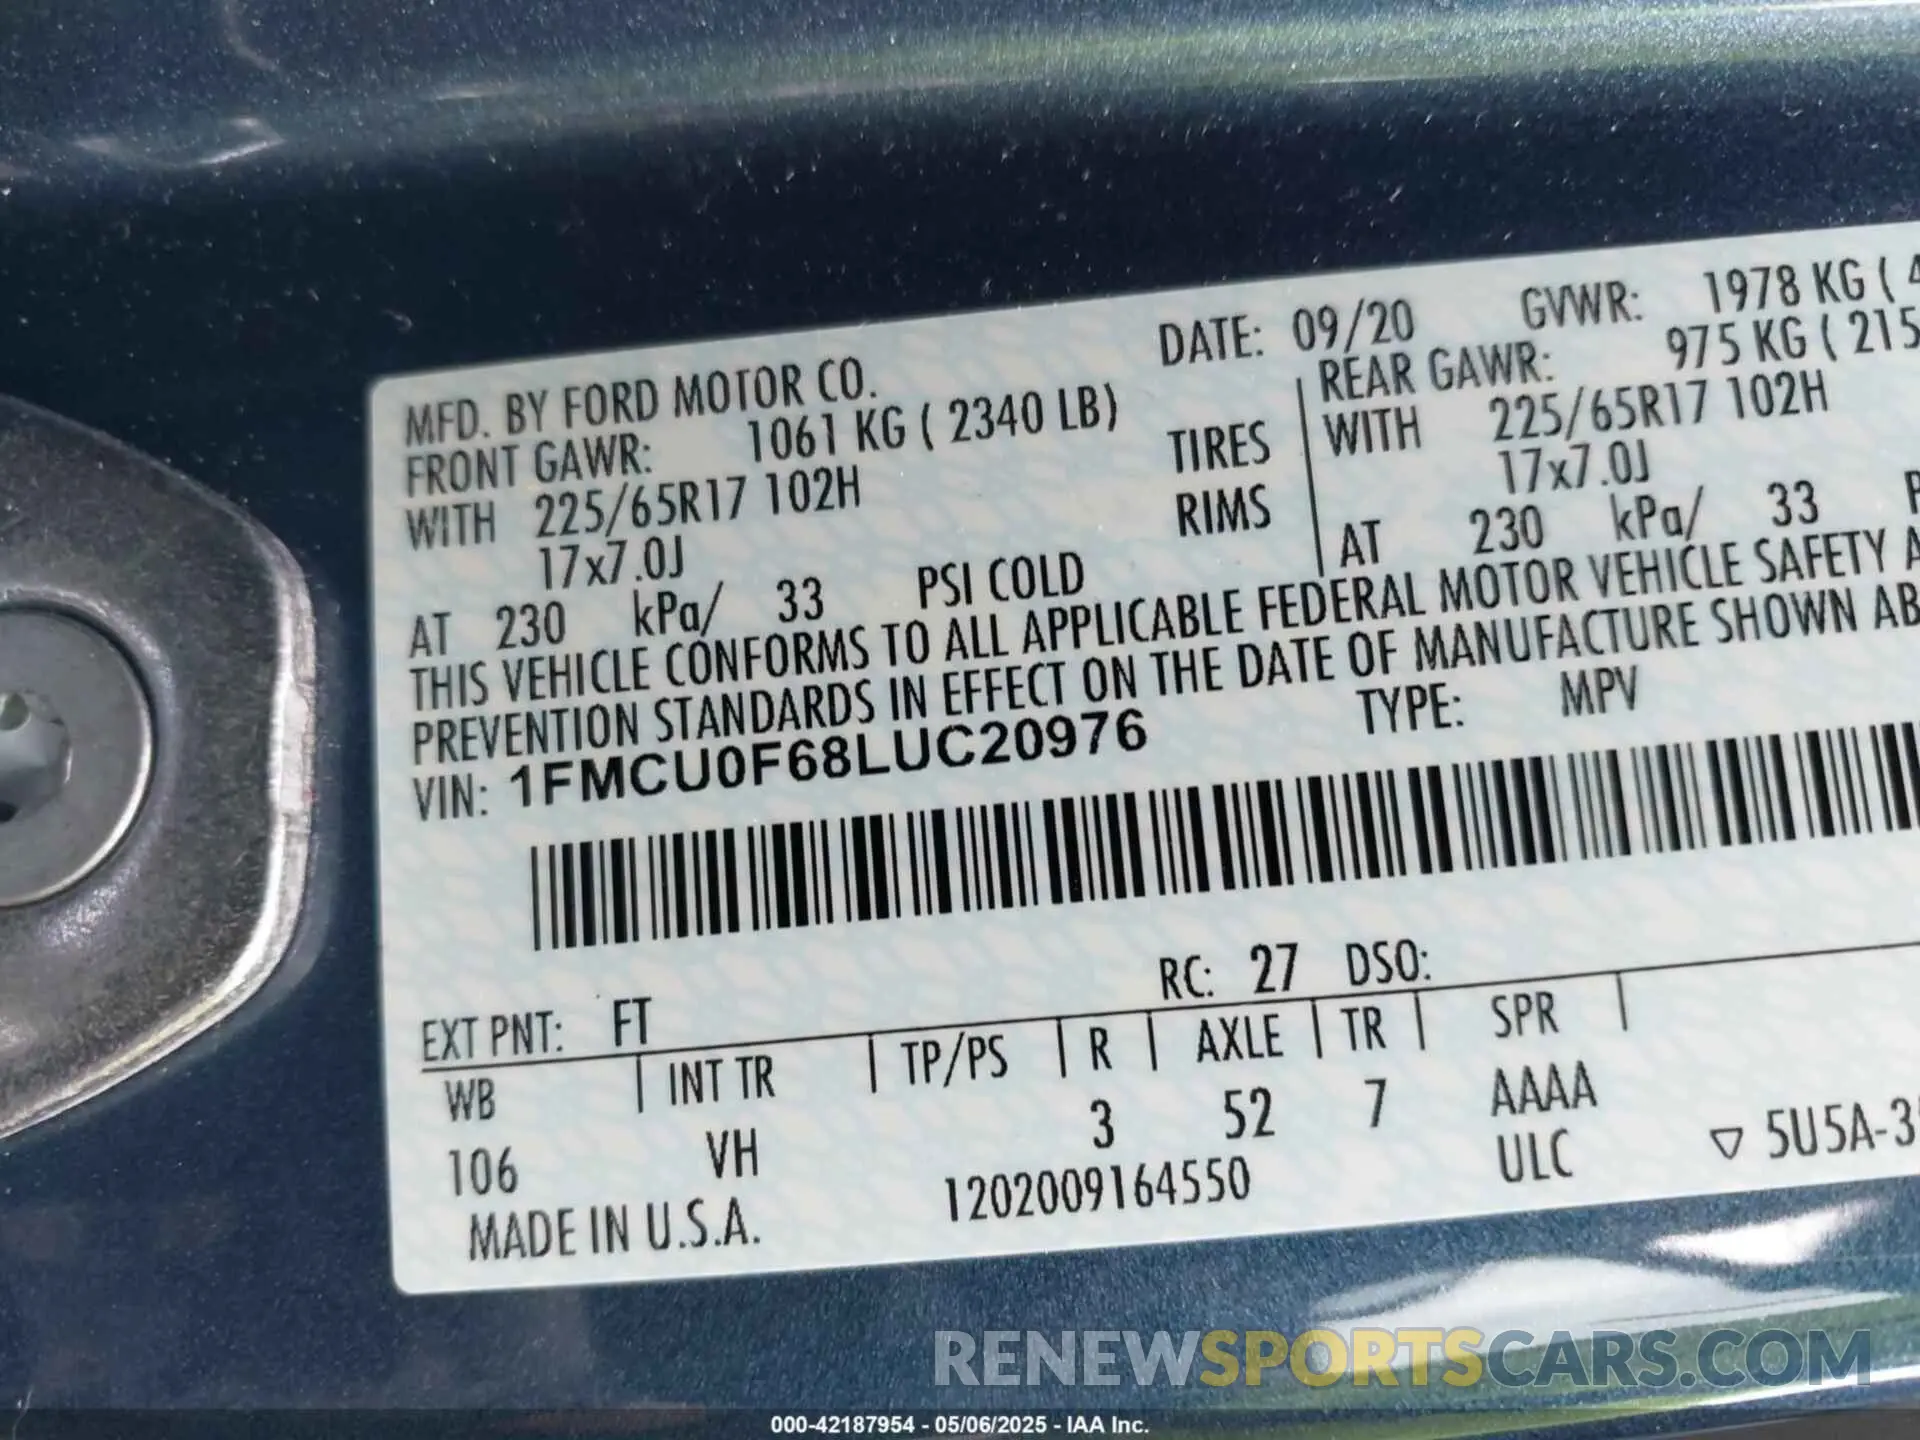 MFD. BY FORD MOTOR CO. DATE: 09/20 GVWR: 1978 KG ( 4
FRONT GAWR: 1061 KG ( 2340 LB) REAR GAWR: 975 KG ( 215
WITH 225/65R17 102H TIRES WITH 225/65R17 102H
17x7.0J RIMS 17x7.0J
AT 230 kPa/ 33 PSI COLD AT 230 kPa/ 33 P
THIS VEHICLE CONFORMS TO ALL APPLICABLE FEDERAL MOTOR VEHICLE SAFETY A
PREVENTION STANDARDS IN EFFECT ON THE DATE OF MANUFACTURE SHOWN AB
VIN: 1FMCU0F68LUC20976 TYPE: MPV
EXT PNT: FT RC: 27 DSO:
WB INT TR TP/PS R AXLE TR SPR
106 VH 3 52 7 AAAA
MADE IN U.S.A. 1202009164550 ULC ▽ 5U5A-3
RENEWSPORTSCARS.COM
000-42187954 - 05/06/2025 - IAA Inc.